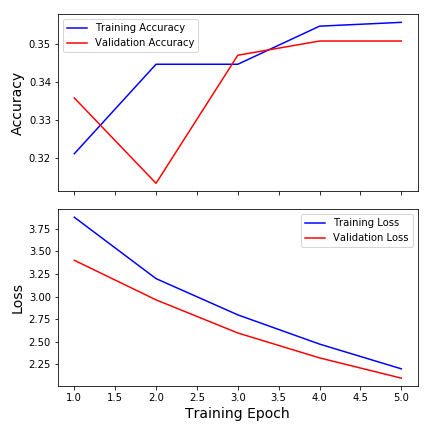 Training Accuracy
Validation Accuracy
0.35
0.34
0.33
0.32
Accuracy
Training Loss
Validation Loss
3.75
3.50
3.25
3.00
2.75
2.50
2.25
Loss
1.0 1.5 2.0 2.5 3.0 3.5 4.0 4.5 5.0
Training Epoch